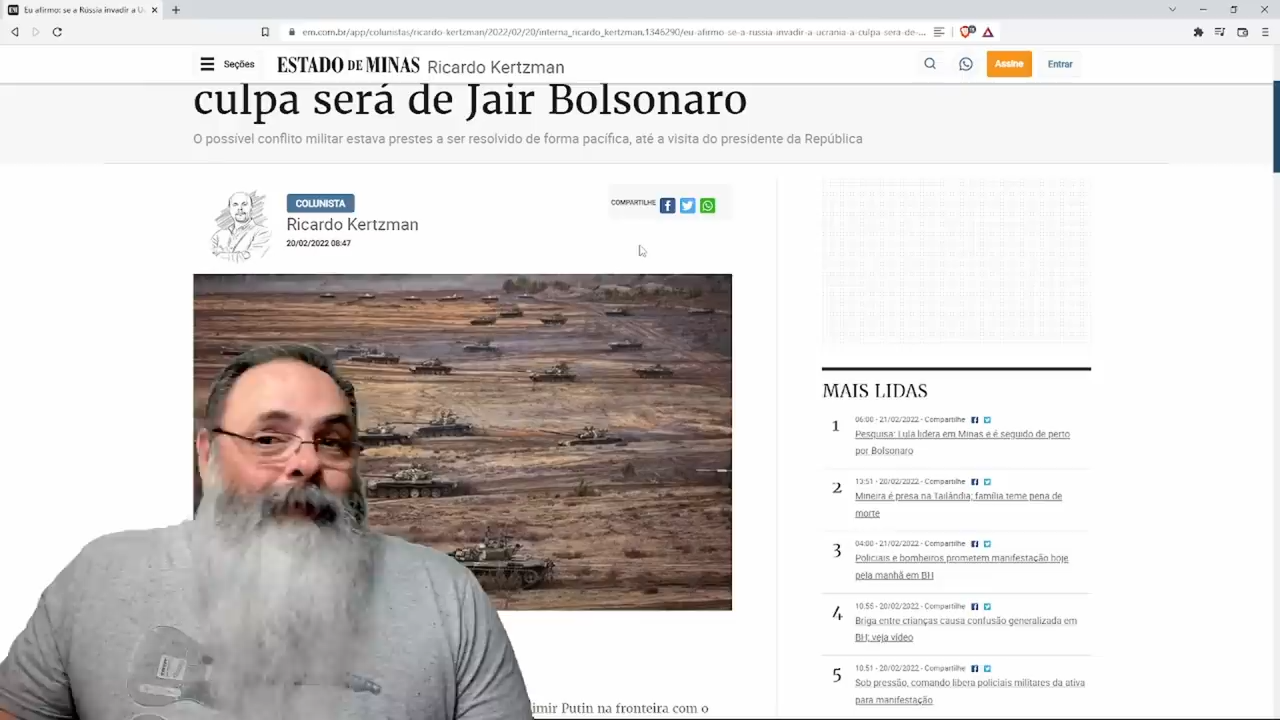 Eu afirmo: se a Rússia invadir a U
em.com.br/app/colunistas/ricardo-kertzman/2022/02/20/interna_ricardo_kertzman,1346290/eu-afirmo-se-a-russia-invadir-a-ucrania-a-culpa-sera-de-...
Seções
ESTADO DE MINAS Ricardo Kertzman
Assine
Entrar
culpa será de Jair Bolsonaro
O possível conflito militar estava prestes a ser resolvido de forma pacífica, até a visita do presidente da República
COLUNISTA
Ricardo Kertzman
20/02/2022 08:47
COMPARTILHE
MAIS LIDAS
1
06:00 - 21/02/2022 - Compartilhe
Pesquisa: Lula lidera em Minas e é seguido de perto
por Bolsonaro
2
13:51 - 20/02/2022 - Compartilhe
Mineira é presa na Tailândia; família teme pena de
morte
3
04:00 - 21/02/2022 - Compartilhe
Policiais e bombeiros prometem manifestação hoje
pela manhã em BH
4
10:55 - 20/02/2022 - Compartilhe
Briga entre crianças causa confusão generalizada em
BH; veja vídeo
5
10:51 - 20/02/2022 - Compartilhe
Sob pressão, comando libera policiais militares da ativa
para manifestação
imir Putin na fronteira com o